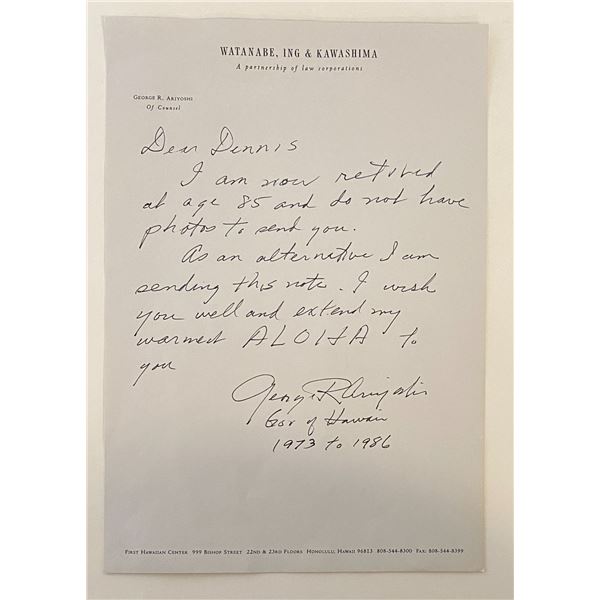 WATANABE, ING & KAWASHIMA
A partnership of law corporations
GEORGE R. ARIYOSHI
Of Counsel
Dear Dennis
I am now retired
at age 85 and do not have
photos to send you.
As an alternative I am
sending this note. I wish
you well and extend my
warmest ALOHA to
you
George R Ariyoshi
Gov of Hawaii
1973 to 1986
FIRST HAWAIIAN CENTER 999 BISHOP STREET 22ND & 23RD FLOORS HONOLULU, HAWAII 96813 808-544-8300 FAX: 808-544-8399